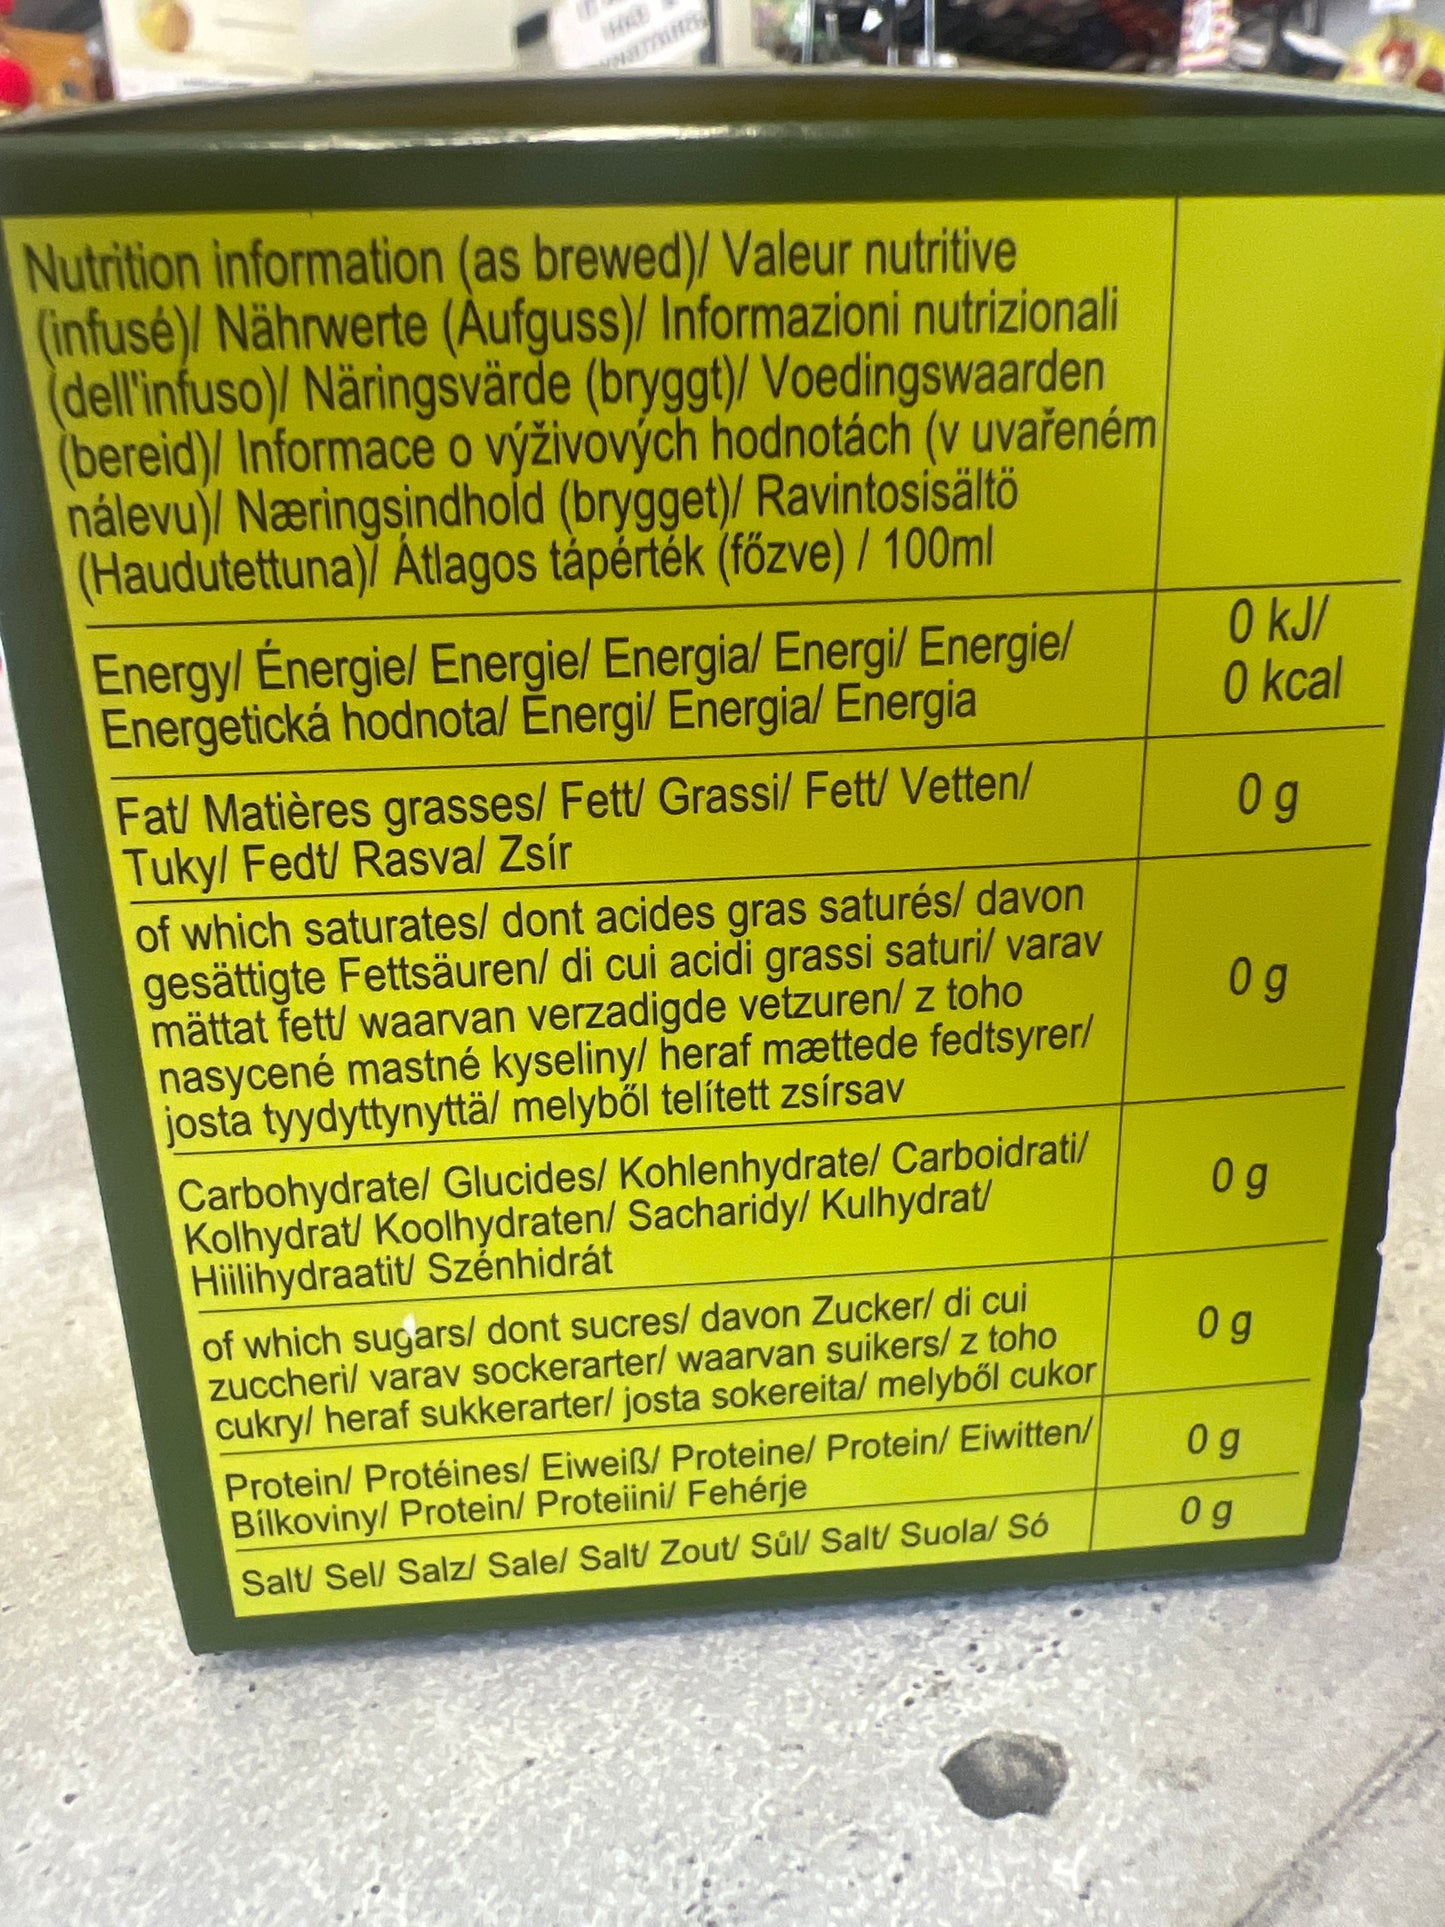 Nutrition information (as brewed)/ Valeur nutritive
(infusé)/ Nährwerte (Aufguss)/ Informazioni nutrizionali
(dell'infuso)/ Näringsvärde (bryggt)/ Voedingswaarden
(bereid)/ Informace o výživových hodnotách (v uvařeném
nálevu)/ Næringsindhold (brygget)/ Ravintosisältö
(Haudutettuna)/ Átlagos tápérték (főzve) / 100ml
Energy/ Énergie/ Energie/ Energia/ Energi/ Energie/
Energetická hodnota/ Energi/ Energia/ Energia
0 kJ/
0 kcal
Fat/ Matières grasses/ Fett/ Grassi/ Fett/ Vetten/
Tuky/ Fedt/ Rasva/ Zsír
0 g
of which saturates/ dont acides gras saturés/ davon
gesättigte Fettsäuren/ di cui acidi grassi saturi/ varav
mättat fett/ waarvan verzadigde vetzuren/ z toho
nasycené mastné kyseliny/ heraf mættede fedtsyrer/
josta tyydyttynyttä/ melyből telített zsírsav
0 g
Carbohydrate/ Glucides/ Kohlenhydrate/ Carboidrati/
Kolhydrat/ Koolhydraten/ Sacharidy/ Kulhydrat/
Hiilihydraatit/ Szénhidrát
0 g
of which sugars/ dont sucres/ davon Zucker/ di cui
zuccheri/ varav sockerarter/ waarvan suikers/ z toho
cukry/ heraf sukkerarter/ josta sokereita/ melyből cukor
0 g
Protein/ Protéines/ Eiweiß/ Proteine/ Protein/ Eiwitten/
Bílkoviny/ Protein/ Proteiini/ Fehérje
0 g
Salt/ Sel/ Salz/ Sale/ Salt/ Zout/ Sůl/ Salt/ Suola/ Só
0 g